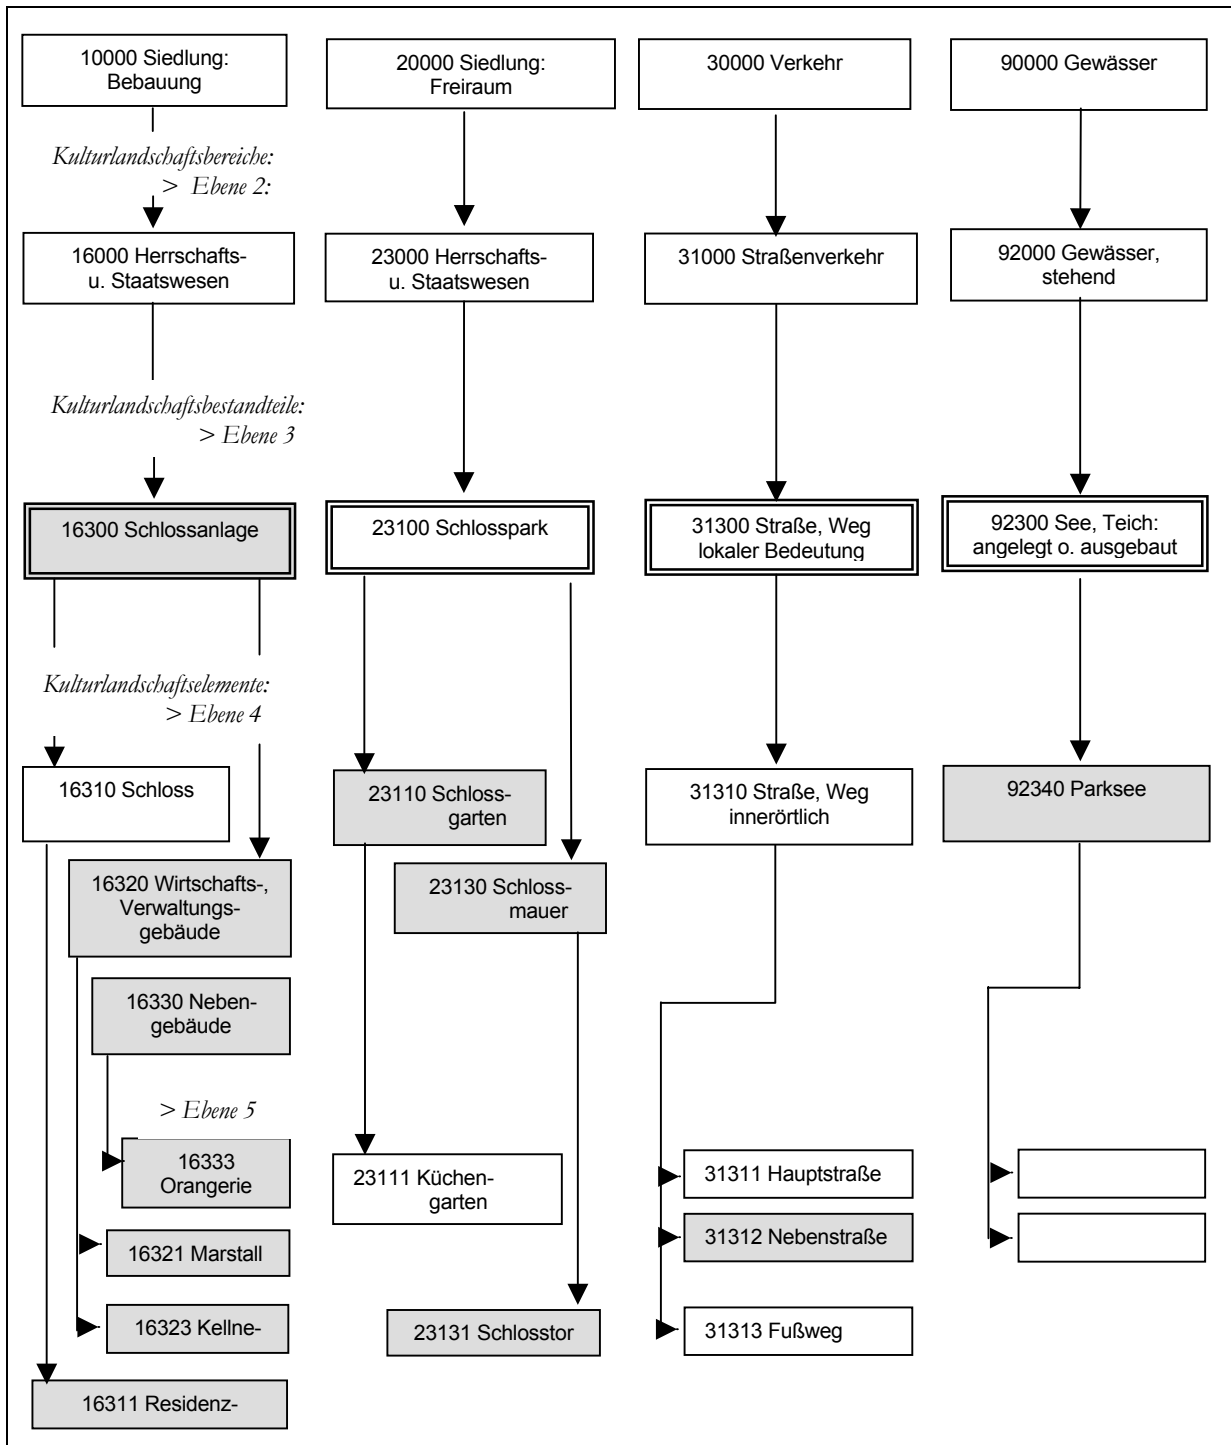 10000 Siedlung:
Bebauung
20000 Siedlung:
Freiraum
30000 Verkehr
90000 Gewässer
Kulturlandschaftsbereiche:
> Ebene 2:
16000 Herrschafts-
u. Staatswesen
23000 Herrschafts-
u. Staatswesen
31000 Straßenverkehr
92000 Gewässer,
stehend
Kulturlandschaftsbestandteile:
> Ebene 3
16300 Schlossanlage
23100 Schlosspark
31300 Straße, Weg
lokaler Bedeutung
92300 See, Teich:
angelegt o. ausgebaut
Kulturlandschaftselemente:
> Ebene 4
16310 Schloss
23110 Schloss-
garten
31310 Straße, Weg
innerörtlich
92340 Parksee
16320 Wirtschafts-,
Verwaltungs-
gebäude
23130 Schloss-
mauer
16330 Neben-
gebäude
> Ebene 5
16333
Orangerie
23111 Küchen-
garten
31311 Hauptstraße
16321 Marstall
31312 Nebenstraße
16323 Kellne-
23131 Schlosstor
31313 Fußweg
16311 Residenz-